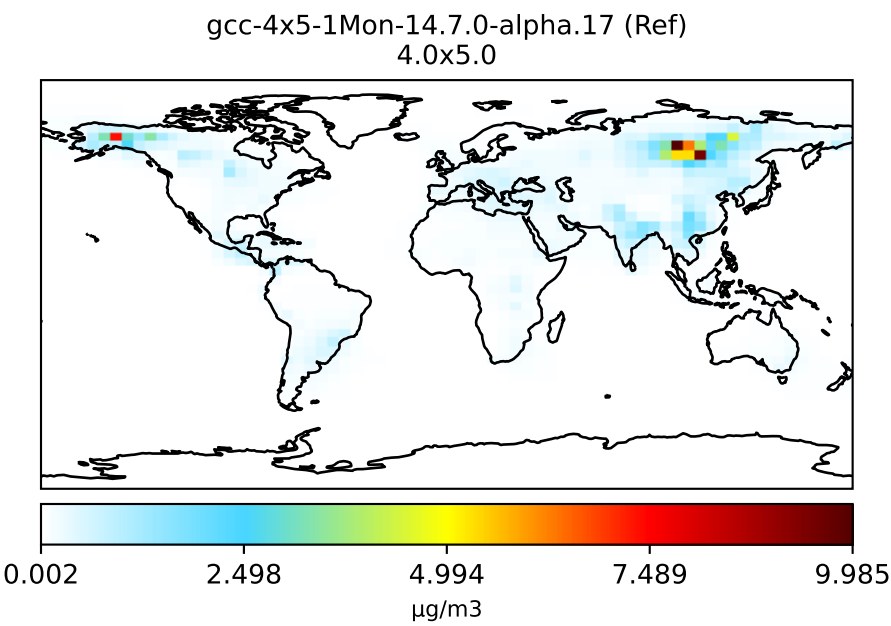 gcc-4x5-1Mon-14.7.0-alpha.17 (Ref)
4.0x5.0
0.002 2.498 4.994 7.489 9.985
μg/m3